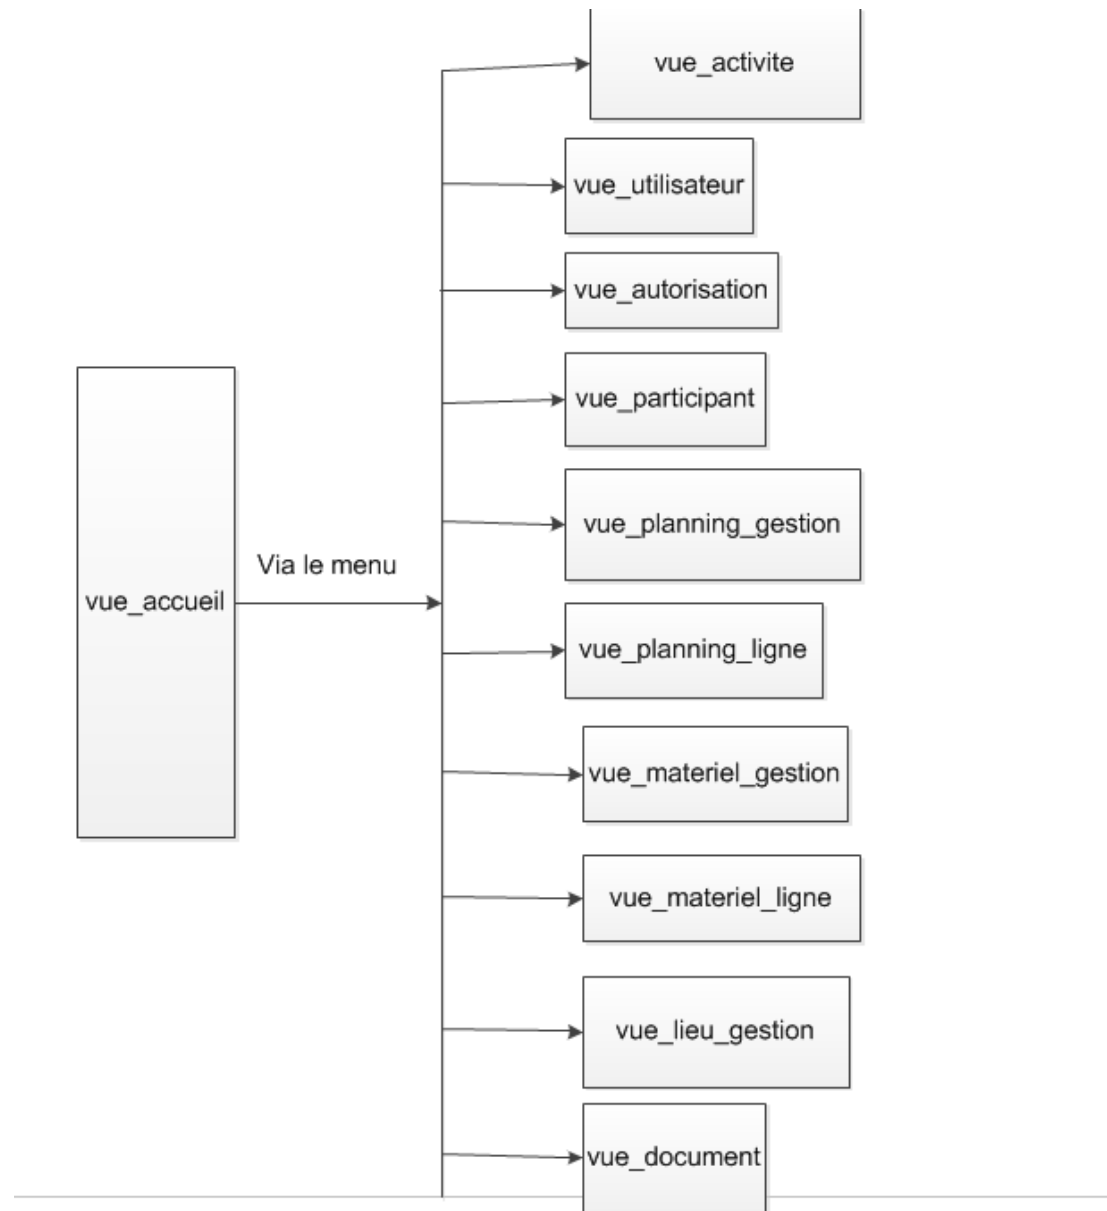 vue_activite
vue_utilisateur
vue_autorisation
vue_participant
vue_planning_gestion
Via le menu
vue_accueil
vue_planning_ligne
vue_materiel_gestion
vue_materiel_ligne
vue_lieu_gestion
vue_document